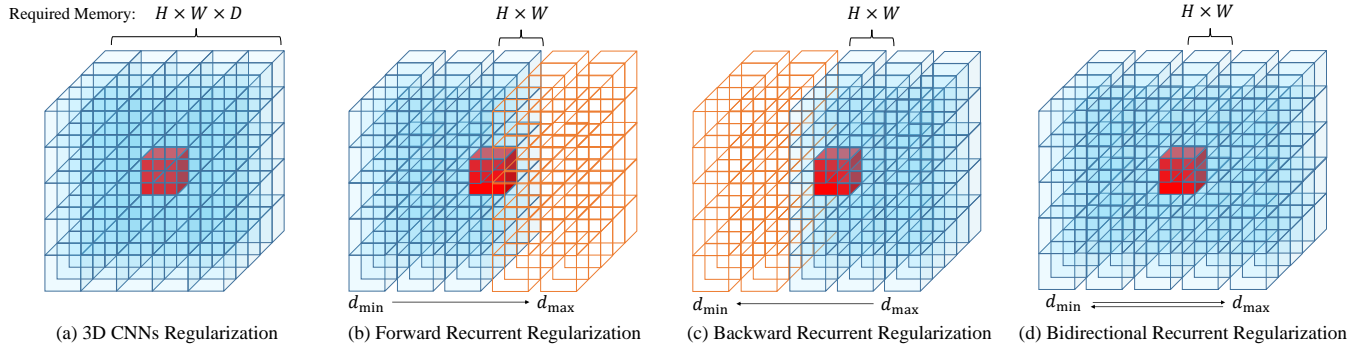 Required Memory: H × W × D
H × W
H × W
H × W
d_min d_max
d_min d_max
d_min d_max
(a) 3D CNNs Regularization
(b) Forward Recurrent Regularization
(c) Backward Recurrent Regularization
(d) Bidirectional Recurrent Regularization